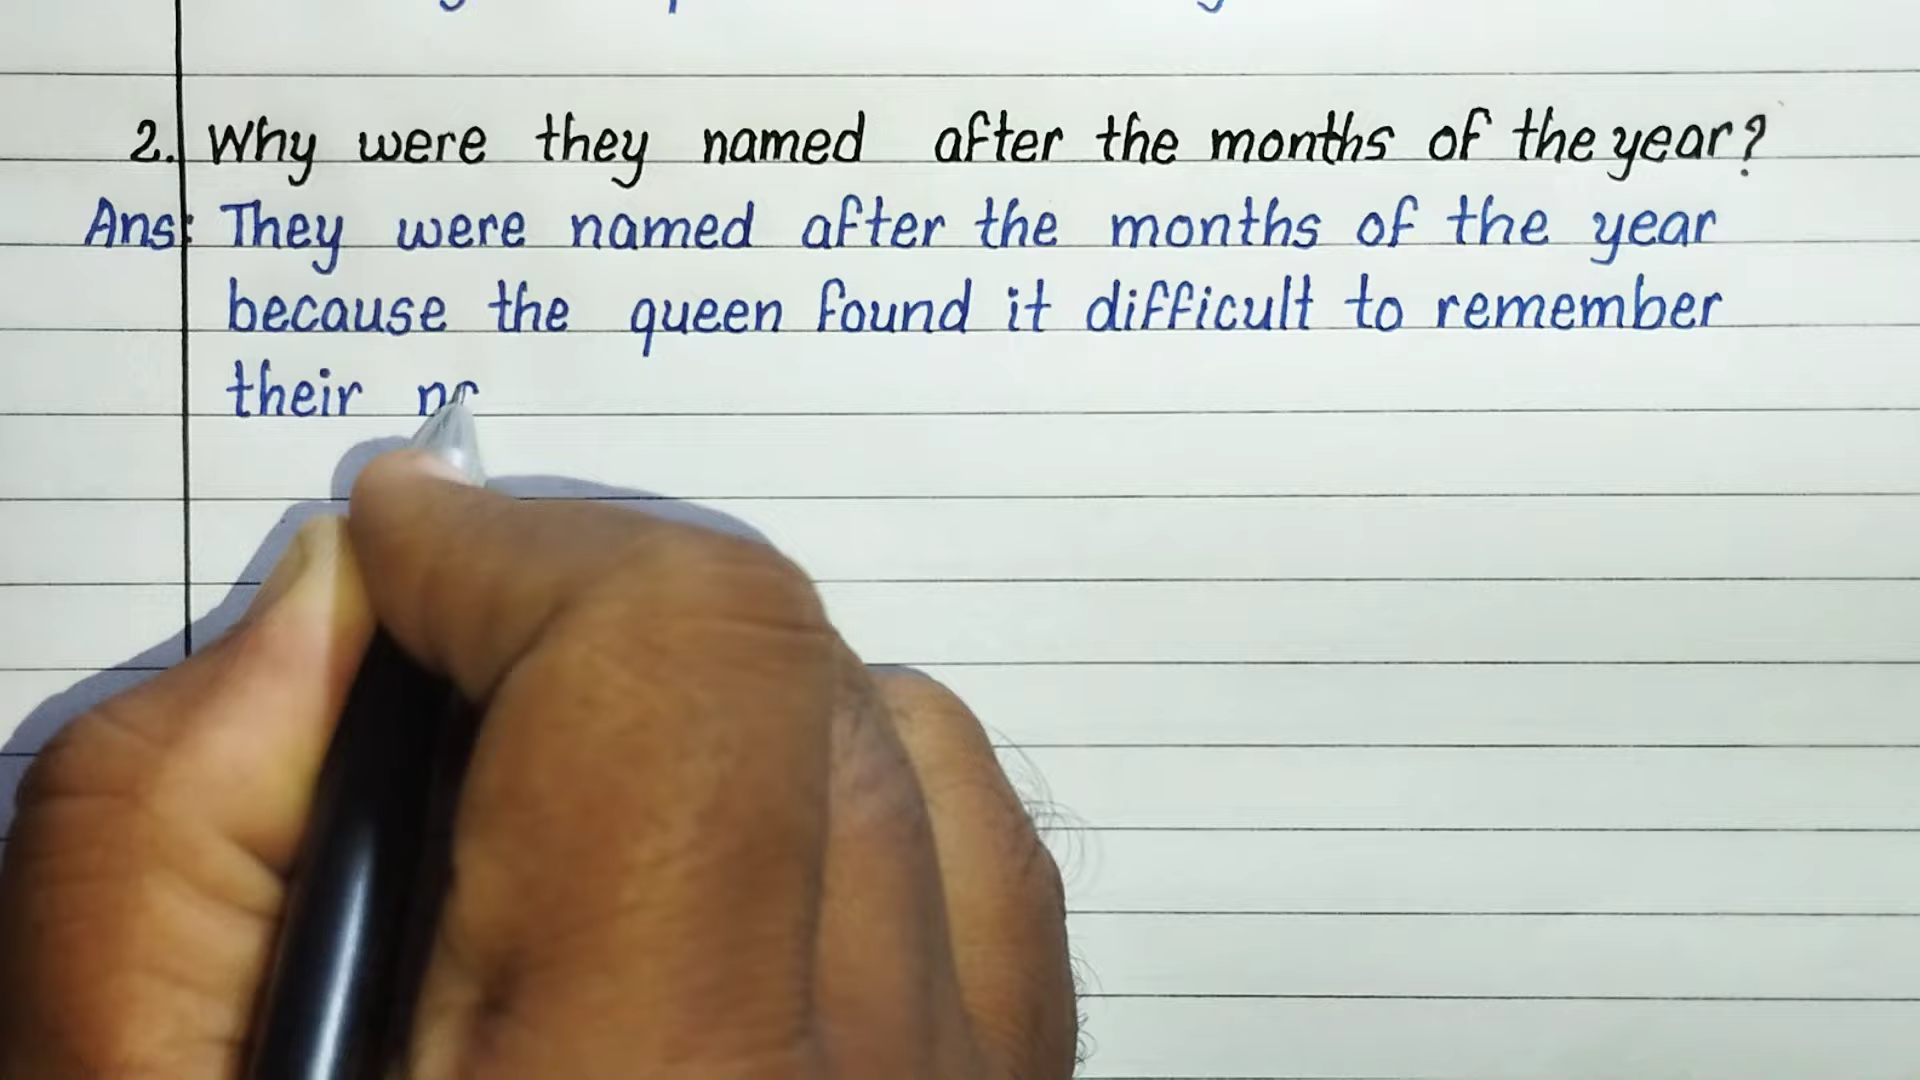 2. Why were they named after the months of the year?
Ans: They were named after the months of the year
because the queen found it difficult to remember
their